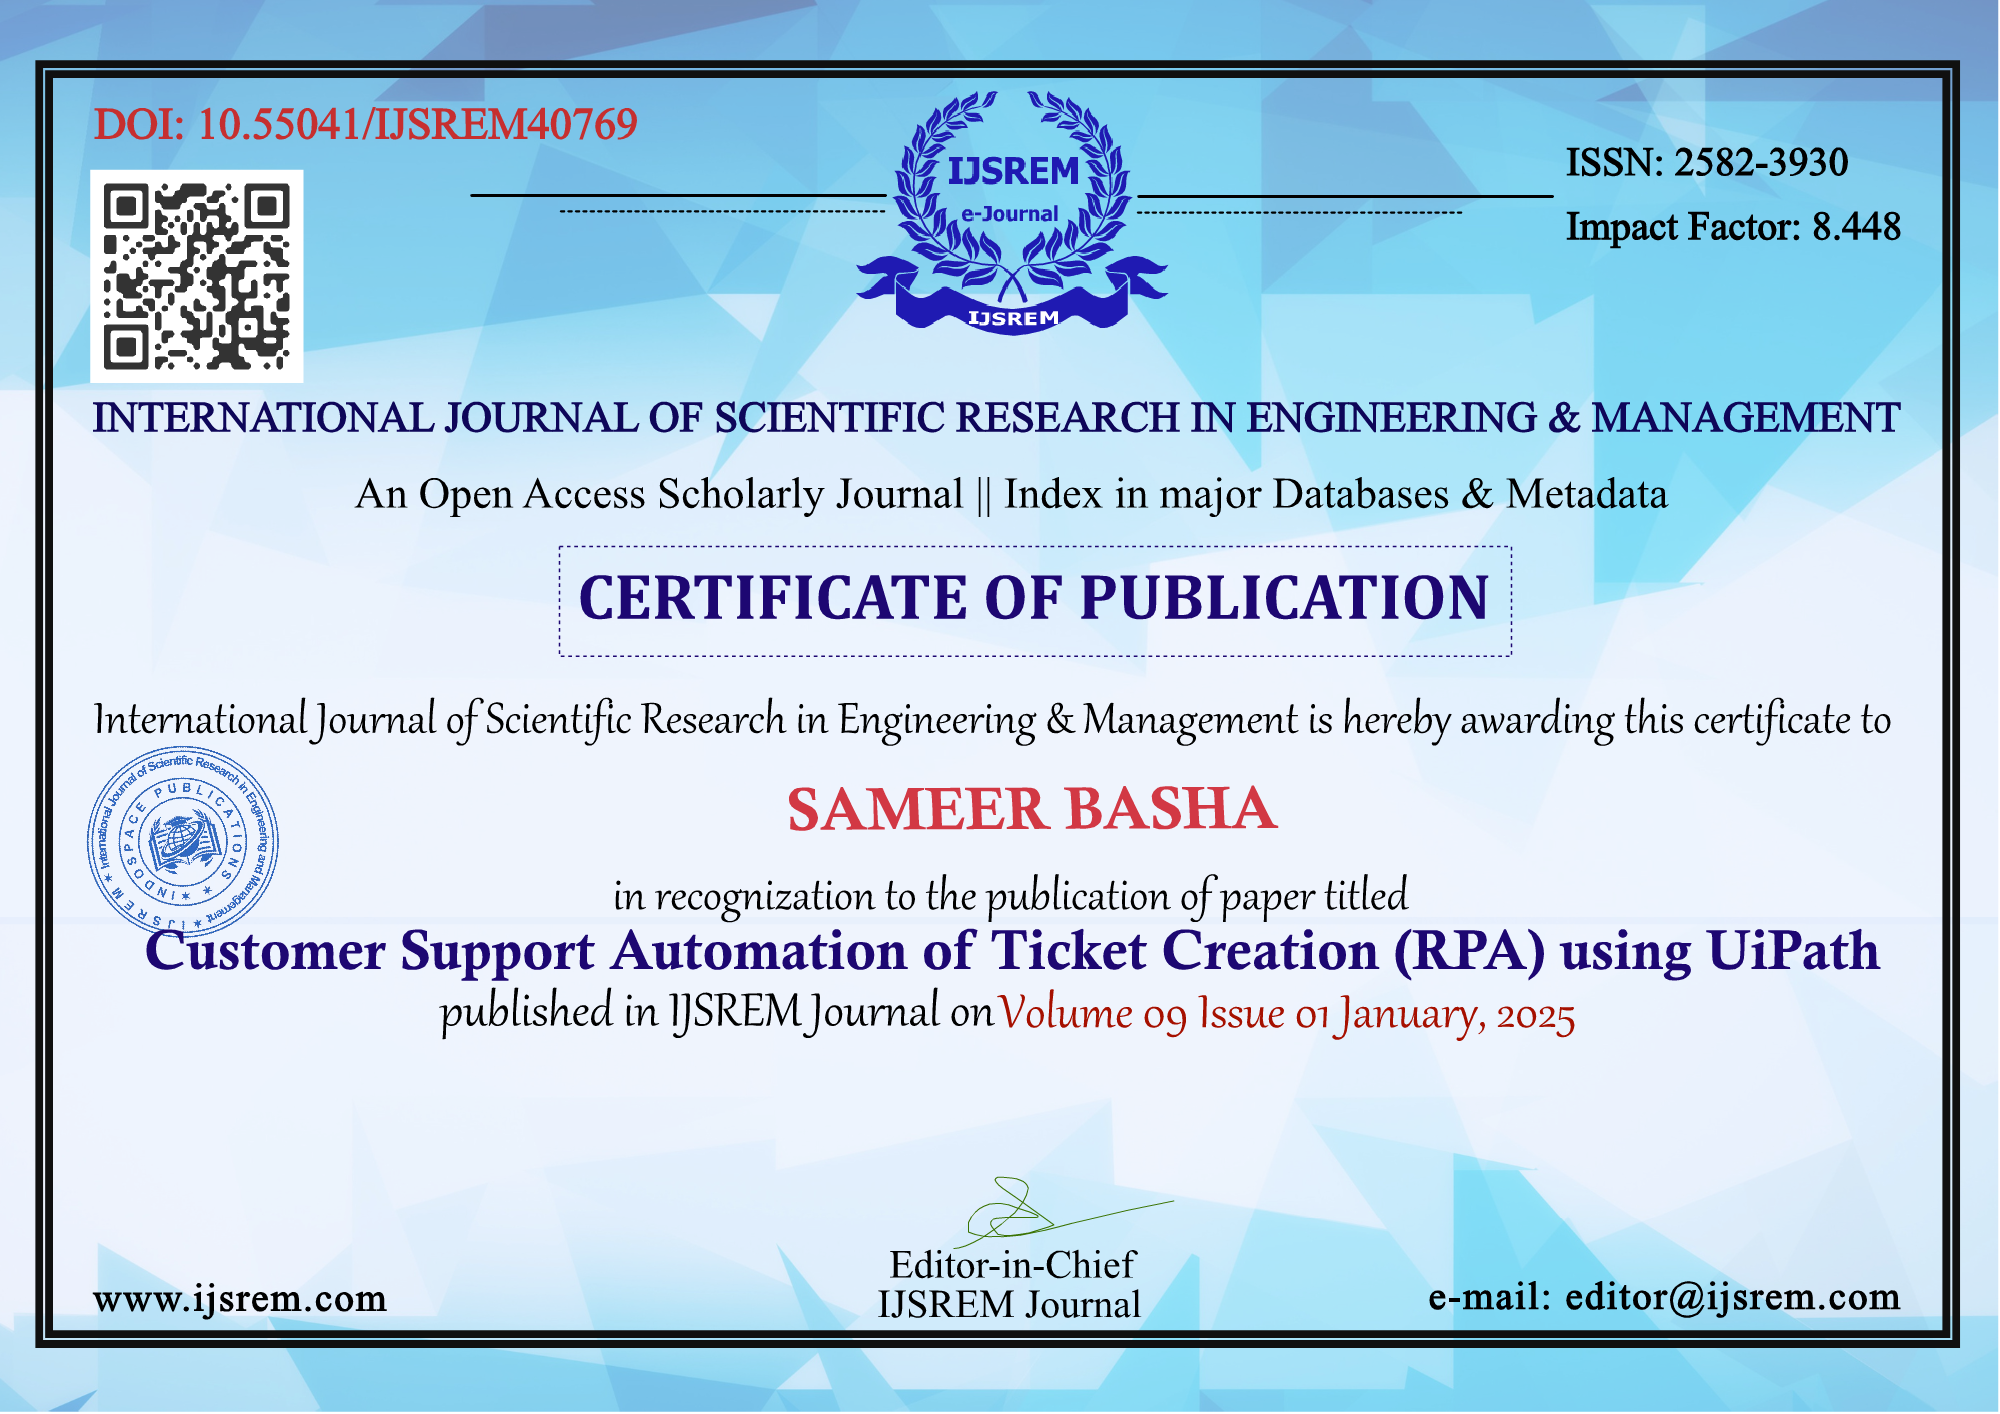 DOI: 10.55041/IJSREM40769
IJSREM
e-Journal
IJSREM
ISSN: 2582-3930
Impact Factor: 8.448
INTERNATIONAL JOURNAL OF SCIENTIFIC RESEARCH IN ENGINEERING & MANAGEMENT
An Open Access Scholarly Journal || Index in major Databases & Metadata
CERTIFICATE OF PUBLICATION
International Journal of Scientific Research in Engineering & Management is hereby awarding this certificate to
International Journal of Scientific Research in Engineering and Management ★ IJSREM ★
INDOSPACE PUBLICATIONS ★ ★ ★
SAMEER BASHA
in recognization to the publication of paper titled
Customer Support Automation of Ticket Creation (RPA) using UiPath
published in IJSREM Journal on Volume 09 Issue 01 January, 2025
Editor-in-Chief
IJSREM Journal
www.ijsrem.com
e-mail: editor@ijsrem.com